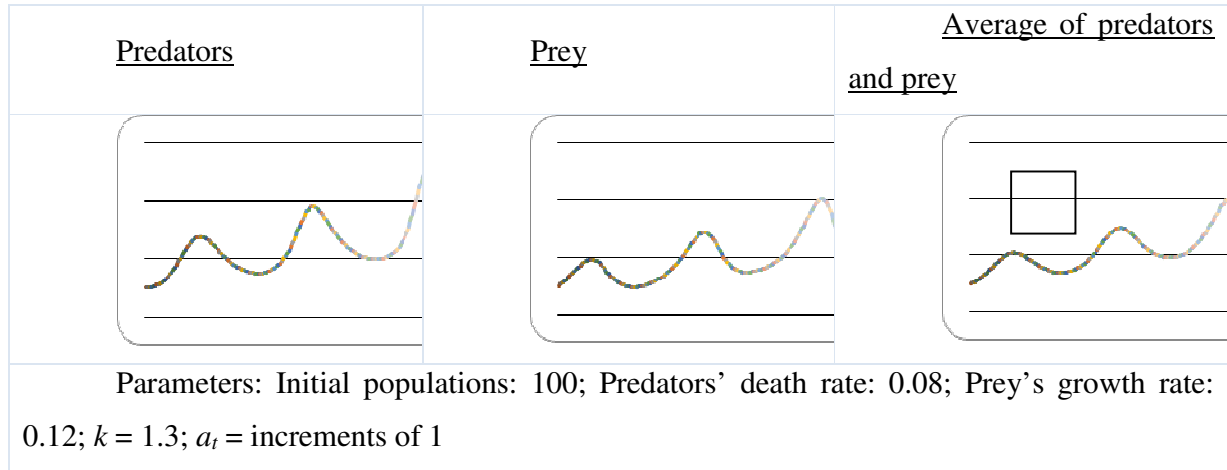 Predators
Prey
Average of predators
and prey
Parameters: Initial populations: 100; Predators’ death rate: 0.08; Prey’s growth rate:
0.12; k = 1.3; at = increments of 1